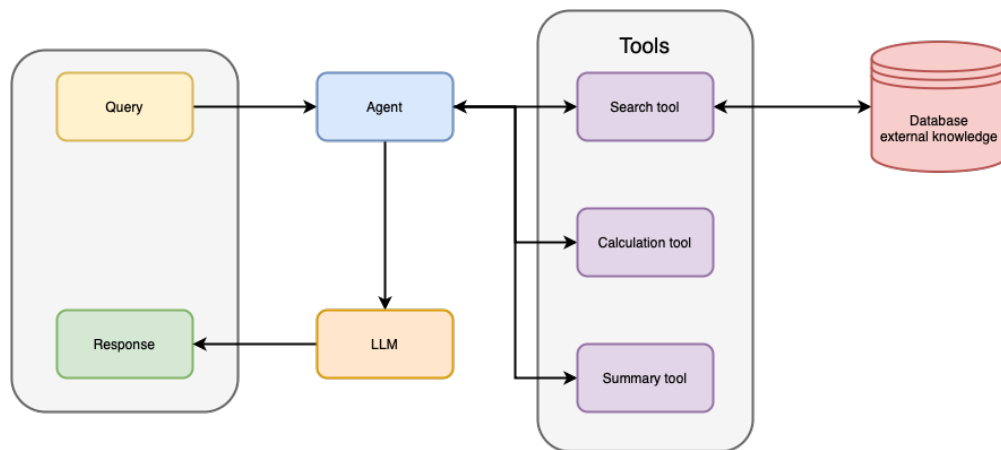 Tools
Query
Agent
Search tool
Database
external knowledge
Calculation tool
Response
LLM
Summary tool